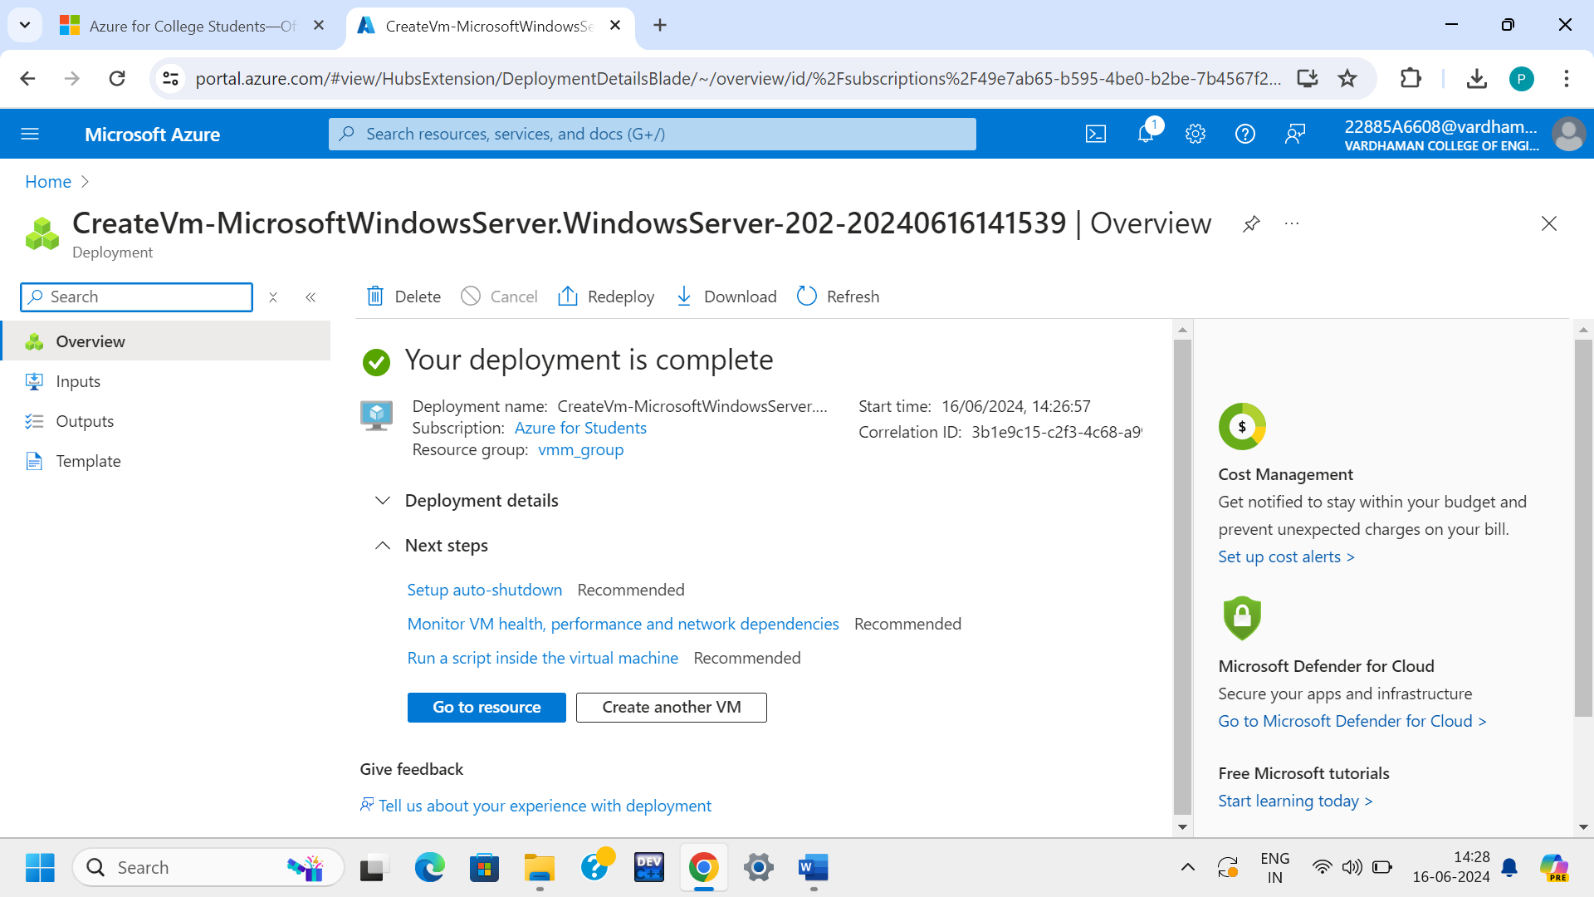 Azure for College Students—Of
CreateVm-MicrosoftWindowsSe
portal.azure.com/#view/HubsExtension/DeploymentDetailsBlade/~/overview/id/%2Fsubscriptions%2F49e7ab65-b595-4be0-b2be-7b4567f2...
P
Microsoft Azure
Search resources, services, and docs (G+/)
1
22885A6608@vardham...
VARDHAMAN COLLEGE OF ENGI...
Home
CreateVm-MicrosoftWindowsServer.WindowsServer-202-20240616141539 | Overview
Deployment
Search
Delete
Cancel
Redeploy
Download
Refresh
Overview
Inputs
Outputs
Template
Your deployment is complete
Deployment name: CreateVm-MicrosoftWindowsServer....
Subscription: Azure for Students
Resource group: vmm_group
Start time: 16/06/2024, 14:26:57
Correlation ID: 3b1e9c15-c2f3-4c68-a9
Deployment details
Next steps
Setup auto-shutdown Recommended
Monitor VM health, performance and network dependencies Recommended
Run a script inside the virtual machine Recommended
Go to resource
Create another VM
Give feedback
Tell us about your experience with deployment
$
Cost Management
Get notified to stay within your budget and
prevent unexpected charges on your bill.
Set up cost alerts >
Microsoft Defender for Cloud
Secure your apps and infrastructure
Go to Microsoft Defender for Cloud >
Free Microsoft tutorials
Start learning today >
Search
DEV
W
ENG
IN
14:28
16-06-2024
PRE